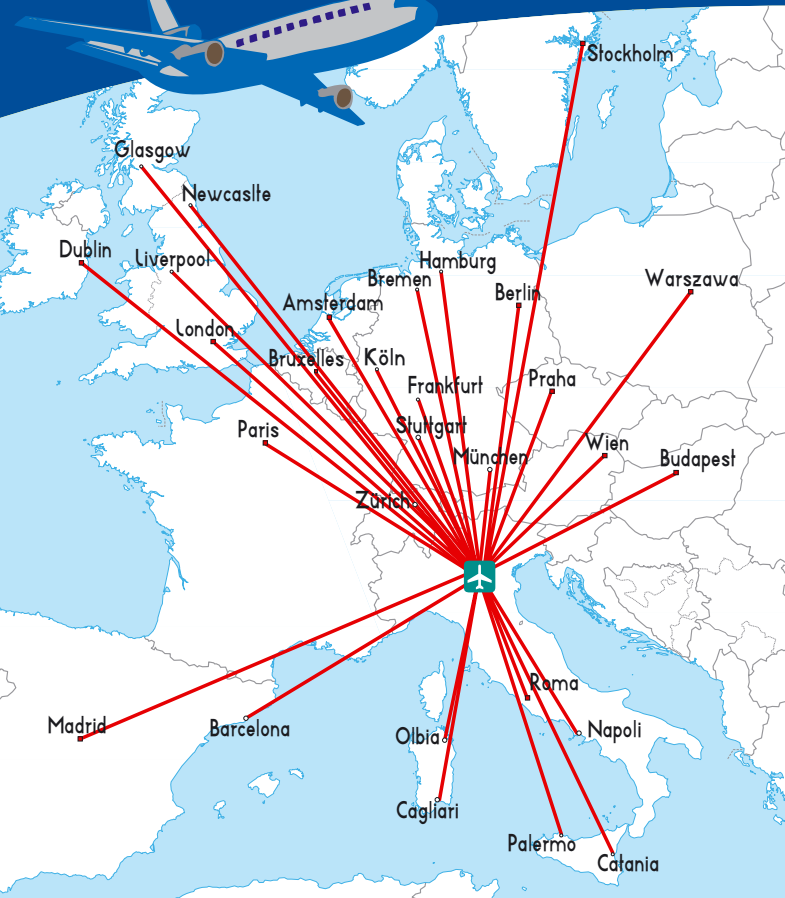 Stockholm
Glasgow
Newcaslte
Dublin
Liverpool
Hamburg
Bremen
Warszawa
Berlin
Amsterdam
London
Bruxelles
Köln
Praha
Frankfurt
Stuttgart
Paris
Wien
München
Budapest
Zürich
Roma
Madrid
Barcelona
Olbia
Napoli
Cagliari
Palermo
Catania